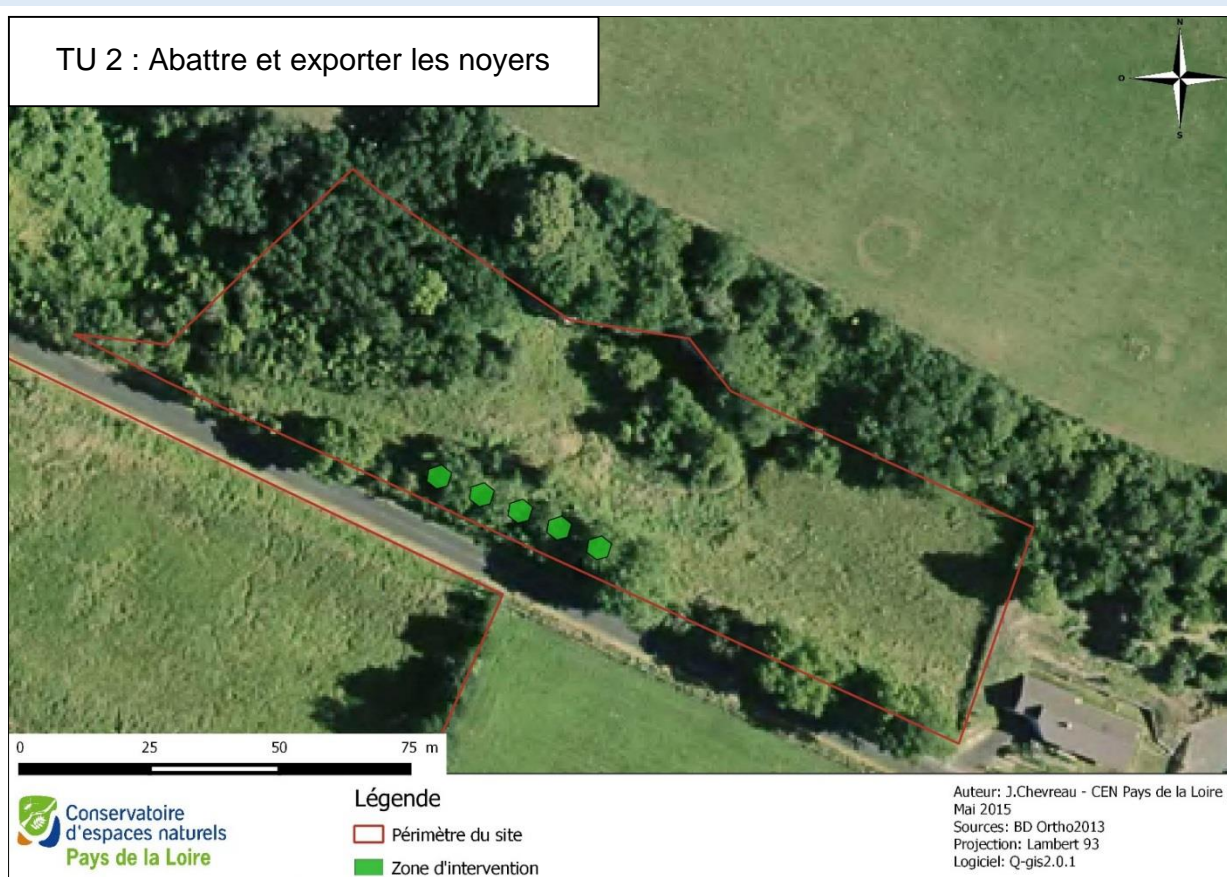 TU 2 : Abattre et exporter les noyers
N
O
S
0 25 50 75 m
Conservatoire
d'espaces naturels
Pays de la Loire
Légende
Périmètre du site
Zone d'intervention
Auteur: J.Chevreau - CEN Pays de la Loire
Mai 2015
Sources: BD Ortho2013
Projection: Lambert 93
Logiciel: Q-gis2.0.1